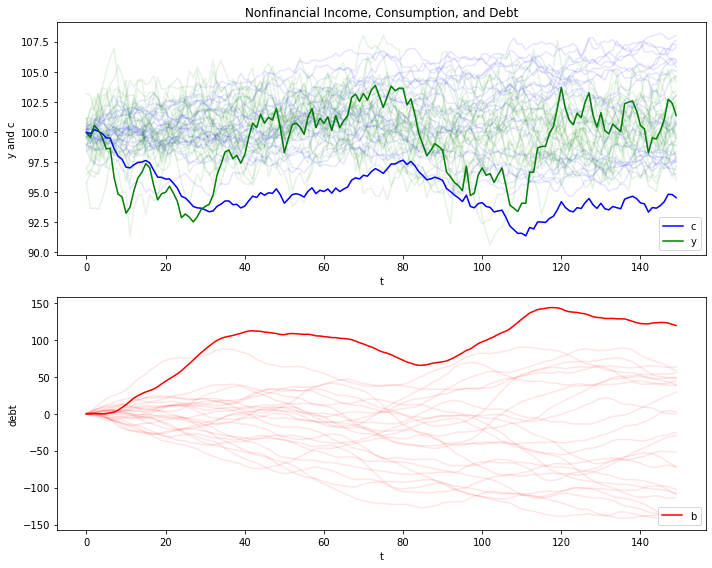 Nonfinancial Income, Consumption, and Debt
107.5
105.0
102.5
100.0
97.5
95.0
92.5
90.0
y and c
c
y
0 20 40 60 80 100 120 140
t
150
100
50
0
−50
−100
−150
debt
b
0 20 40 60 80 100 120 140
t